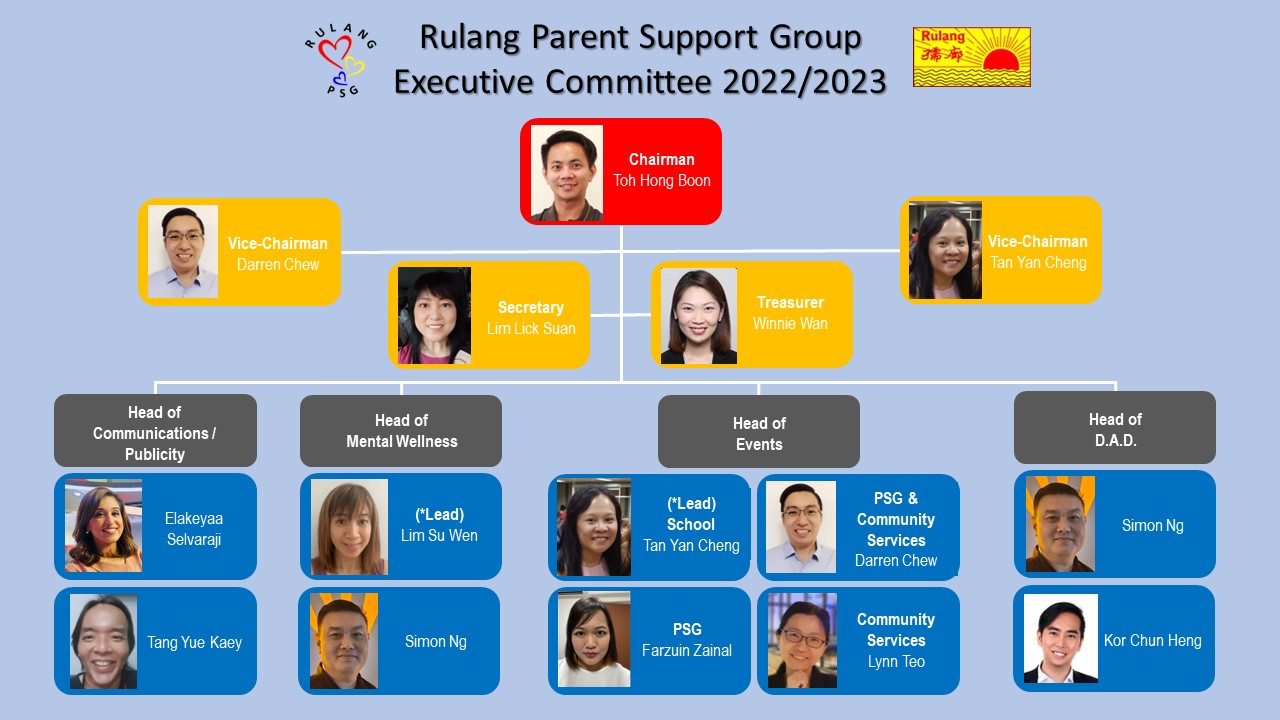 RULANG
PSG
Rulang Parent Support Group
Executive Committee 2022/2023
Rulang
儒廊
Chairman
Toh Hong Boon
Vice-Chairman
Darren Chew
Vice-Chairman
Tan Yan Cheng
Secretary
Lim Lick Suan
Treasurer
Winnie Wan
Head of
Communications /
Publicity
Elakeyaa
Selvaraji
Tang Yue Kaey
Head of
Mental Wellness
(*Lead)
Lim Su Wen
Simon Ng
Head of
Events
(*Lead)
School
Tan Yan Cheng
PSG &
Community
Services
Darren Chew
PSG
Farzuin Zainal
Community
Services
Lynn Teo
Head of
D.A.D.
Simon Ng
Kor Chun Heng